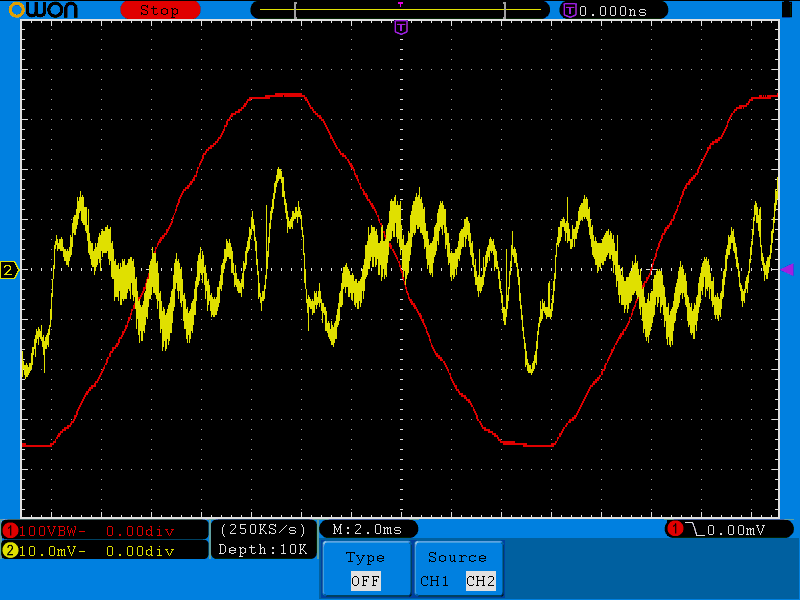 OWON
Stop
T 0.000ns
T
2
1 100VBW- 0.00div
2 10.0mV- 0.00div
(250KS/s)
Depth:10K
M:2.0ms
1 0.00mV
Type
OFF
Source
CH1 CH2